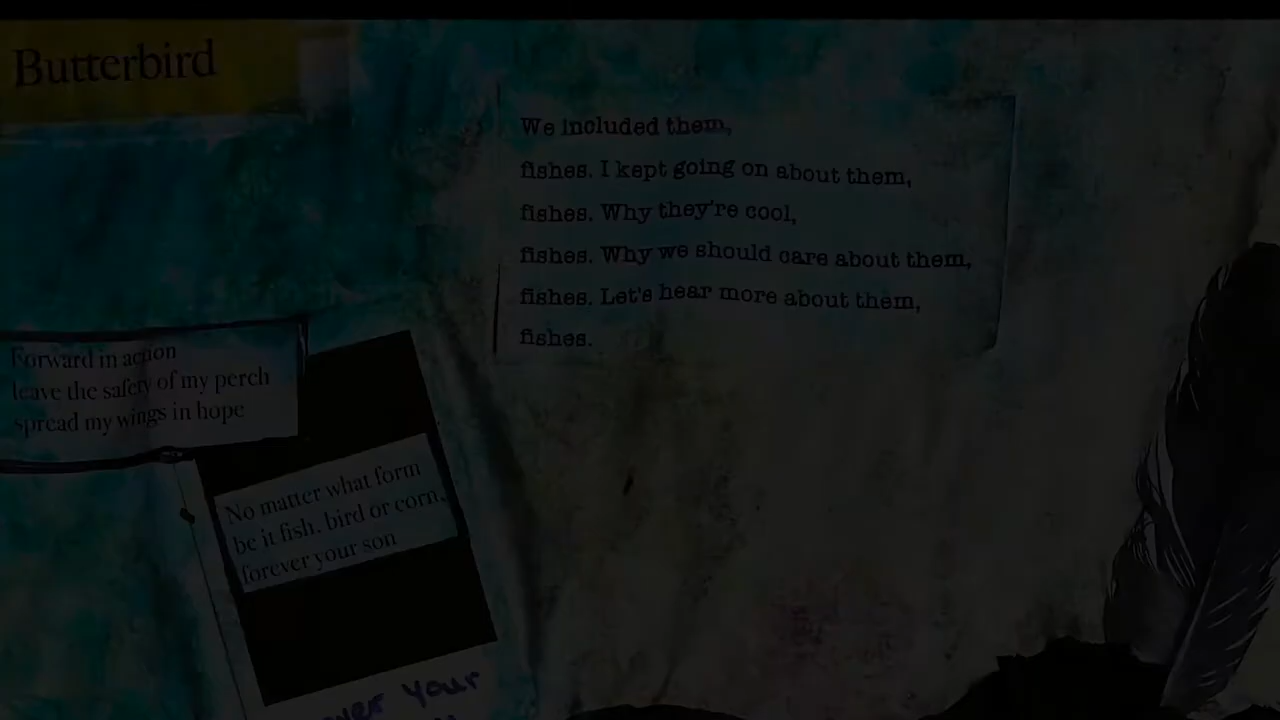 Butterbird
We included them,
fishes. I kept going on about them,
fishes. Why they're cool,
fishes. Why we should care about them,
fishes. Let's hear more about them,
fishes.
Forward in action
leave the safety of my perch
spread my wings in hope
No matter what form
be it fish, bird or corn,
forever your son
your